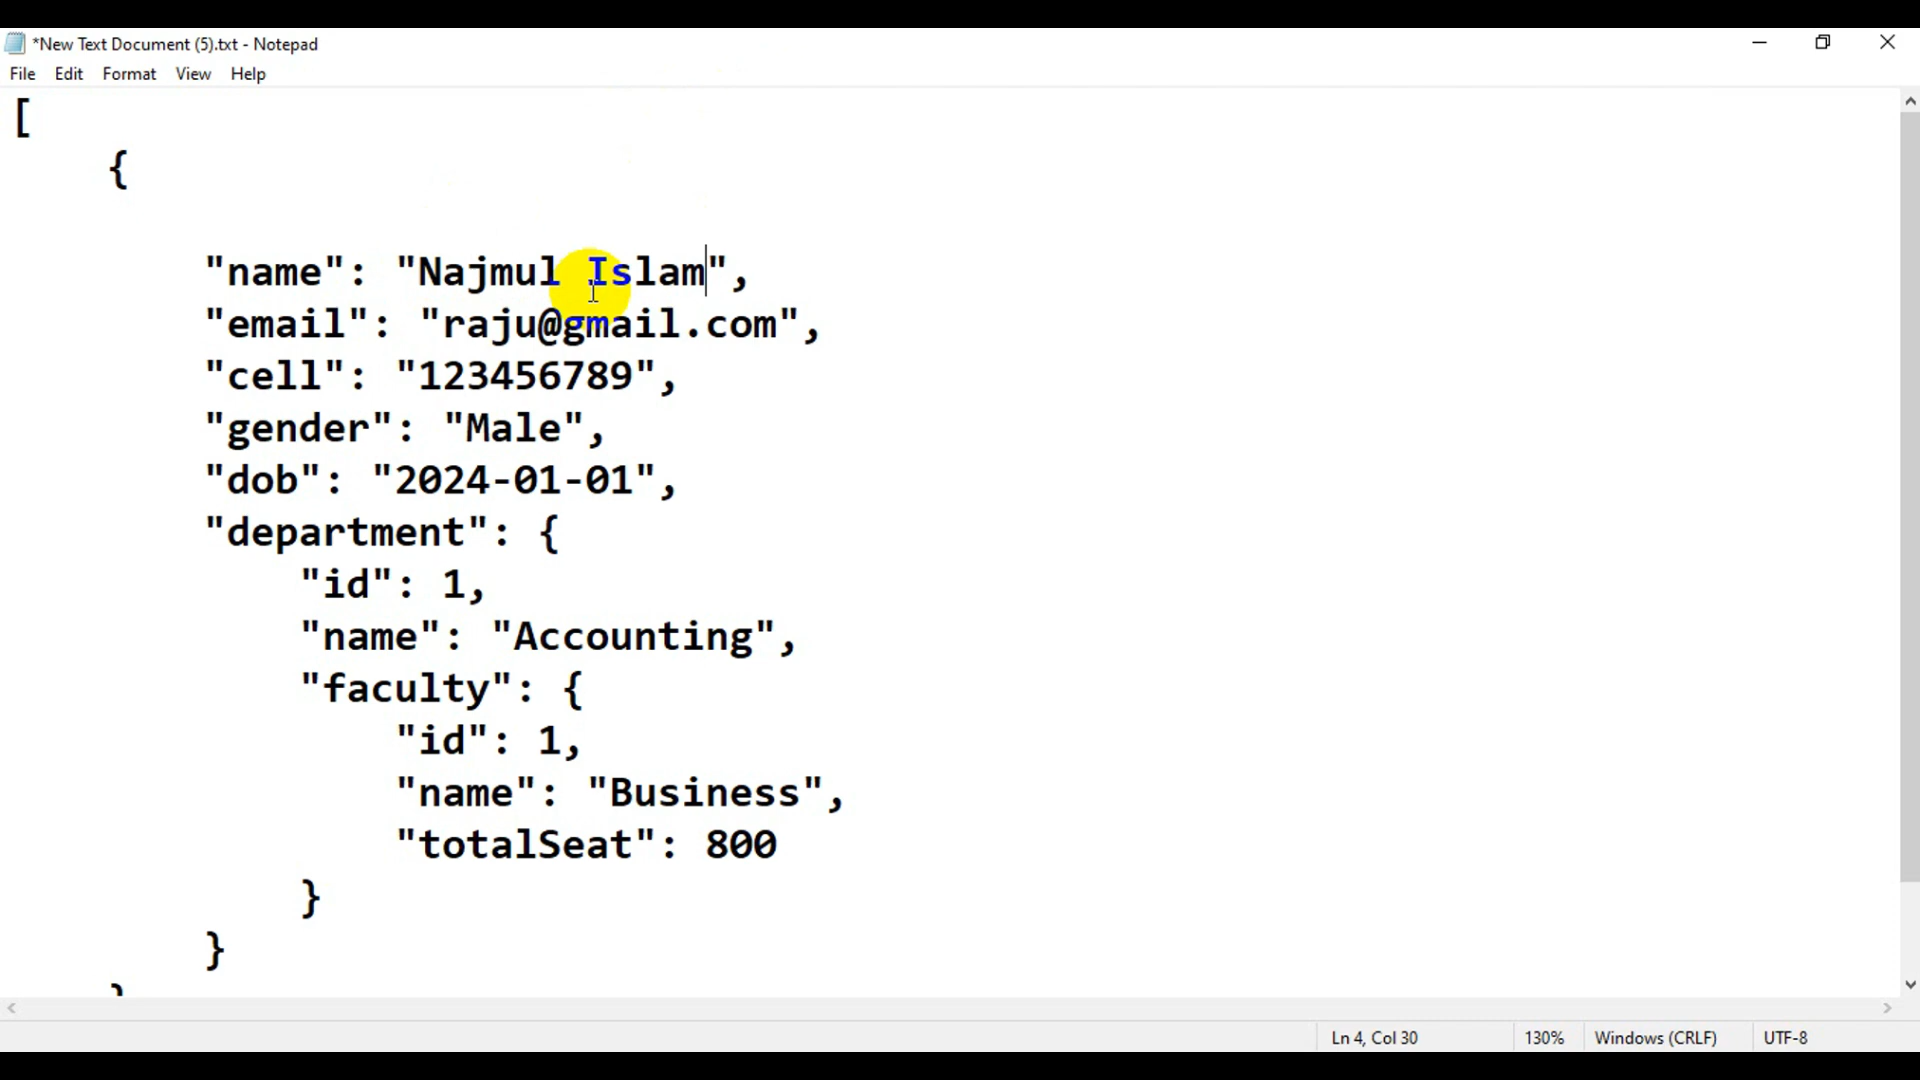 *New Text Document (5).txt - Notepad
File Edit Format View Help
[
{
"name": "Najmul Islam",
"email": "raju@gmail.com",
"cell": "123456789",
"gender": "Male",
"dob": "2024-01-01",
"department": {
"id": 1,
"name": "Accounting",
"faculty": {
"id": 1,
"name": "Business",
"totalSeat": 800
}
}
}
Ln 4, Col 30 130% Windows (CRLF) UTF-8